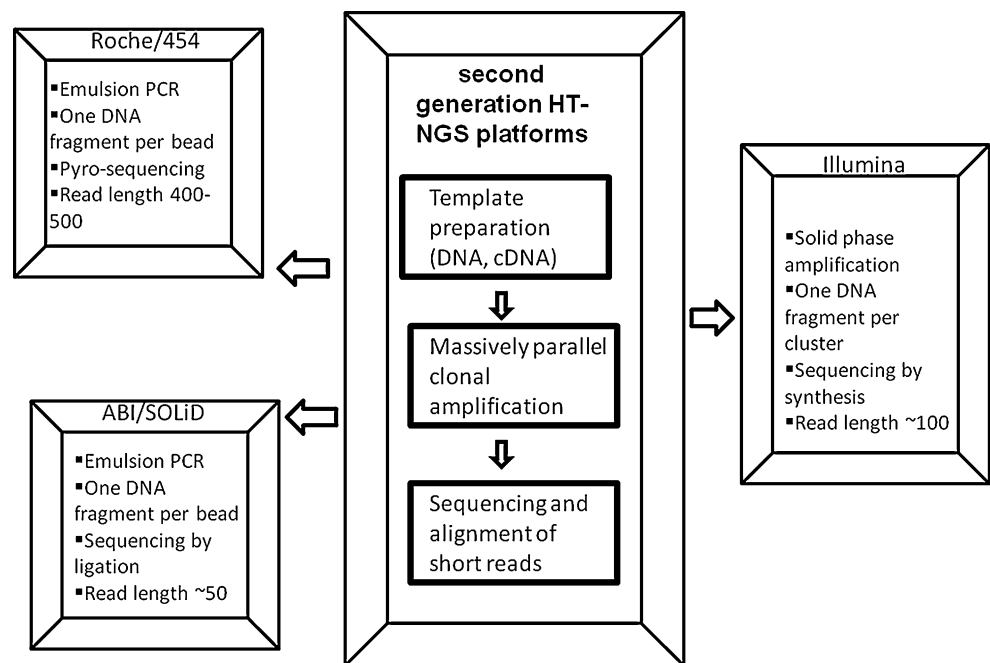 Roche/454
▪Emulsion PCR
▪One DNA
fragment per bead
▪Pyro-sequencing
▪Read length 400-
500
second
generation HT-
NGS platforms
Template
preparation
(DNA, cDNA)
Massively parallel
clonal
amplification
Sequencing and
alignment of
short reads
Illumina
▪Solid phase
amplification
▪One DNA
fragment per
cluster
▪Sequencing by
synthesis
▪Read length ~100
ABI/SOLiD
▪Emulsion PCR
▪One DNA
fragment per bead
▪Sequencing by
ligation
▪Read length ~50